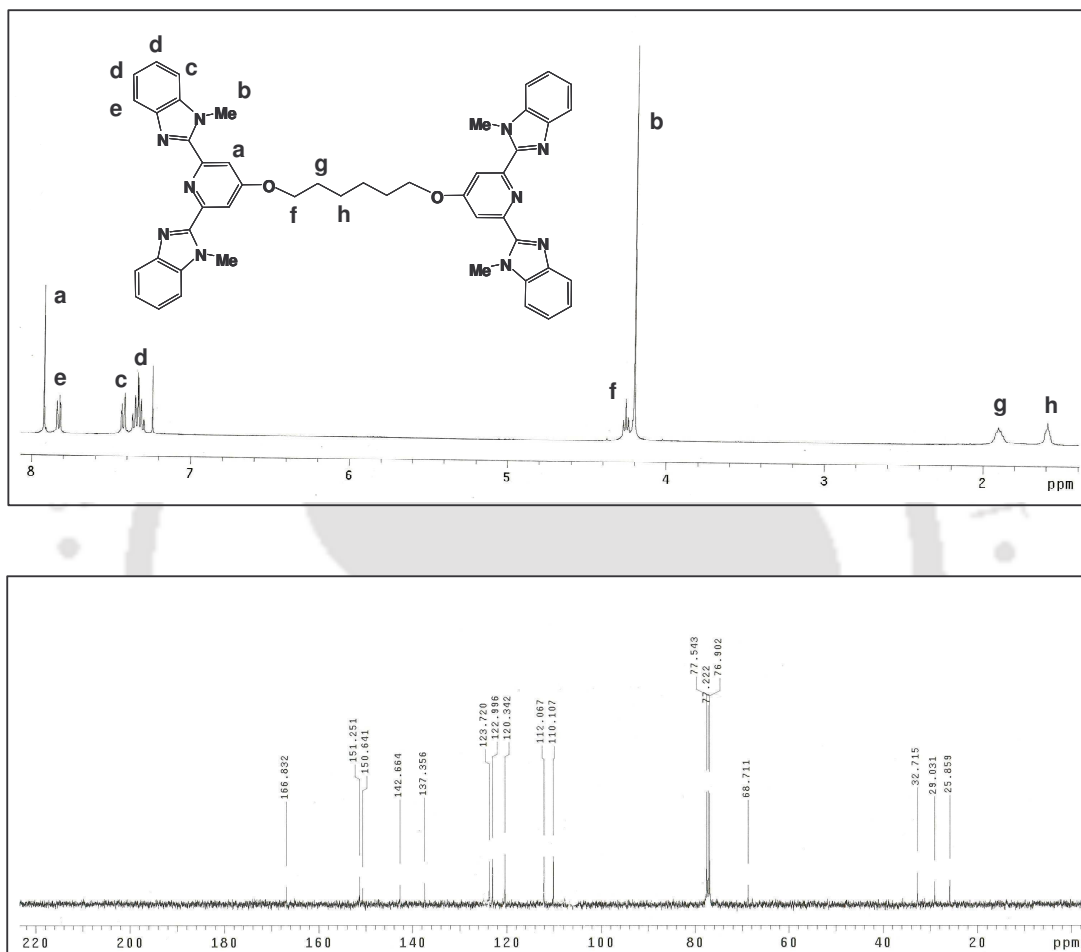 d
d
c
b
e
N
Me
N
a
g
N
O
f
h
N
N
Me
Me
N
N
O
N
N
Me
N
b
a
e
c
d
f
g
h
8
7
6
5
4
3
2
ppm
166.832
151.251
150.641
142.664
137.356
123.720
122.996
120.342
112.067
110.107
77.543
77.222
76.902
68.711
32.715
29.031
25.859
220 200 180 160 140 120 100 80 60 40 20 ppm